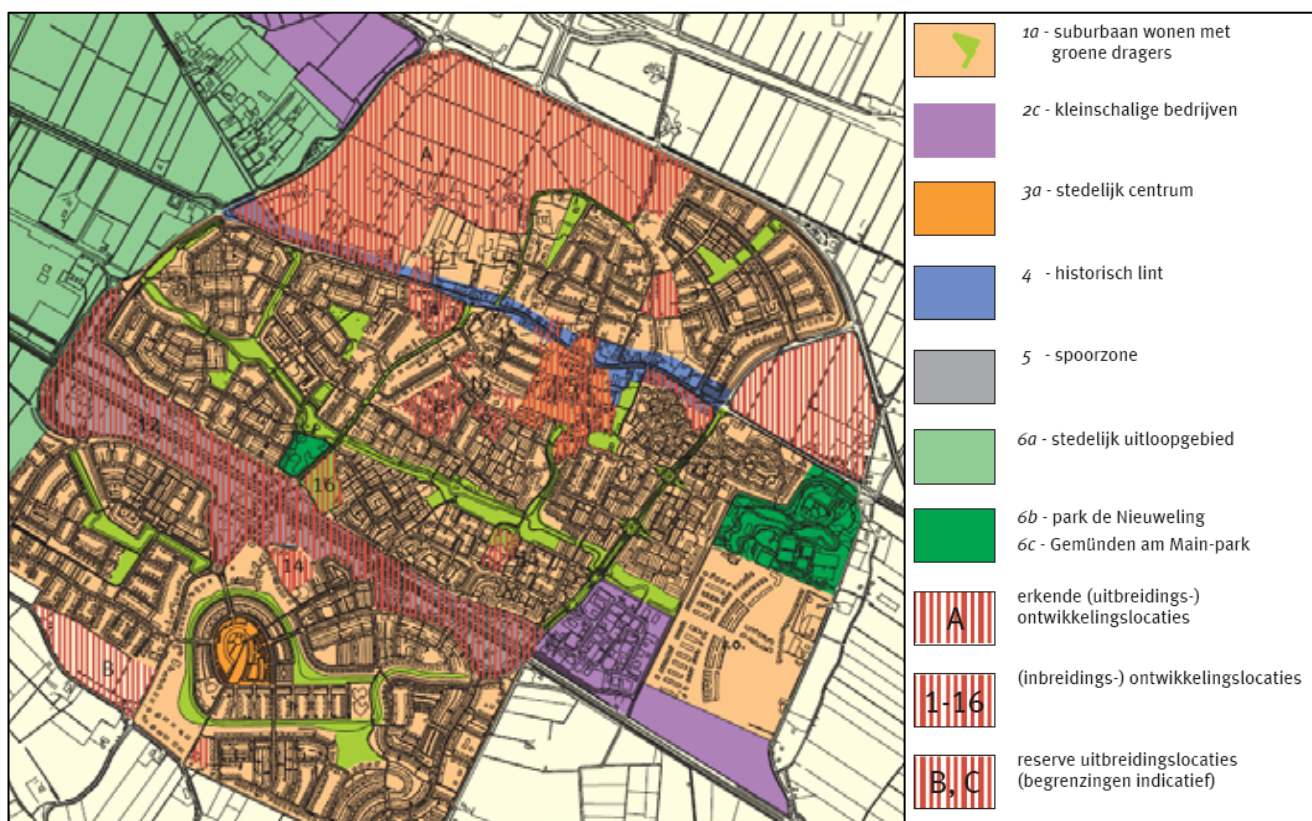 A
16
14
B
1a - suburbaan wonen met
groene dragers
2c - kleinschalige bedrijven
3a - stedelijk centrum
4 - historisch lint
5 - spoorzone
6a - stedelijk uitloopgebied
6b - park de Nieuweling
6c - Gemünden am Main-park
A
erkende (uitbreidings-)
ontwikkelingslocaties
1-16
(inbreidings-) ontwikkelingslocaties
B, C
reserve uitbreidingslocaties
(begrenzingen indicatief)